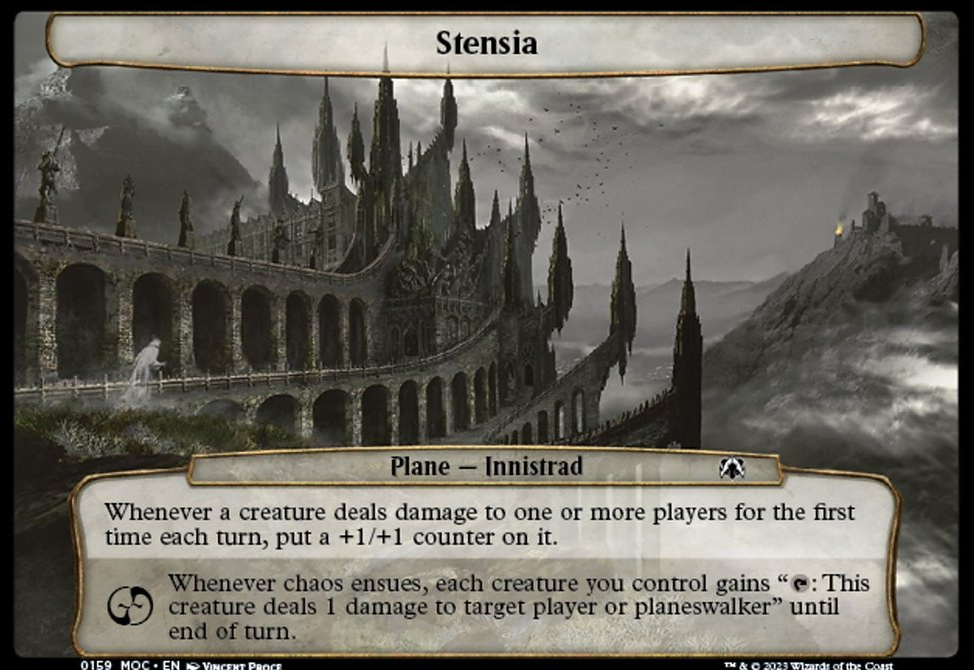 Stensia
Plane — Innistrad
Whenever a creature deals damage to one or more players for the first
time each turn, put a +1/+1 counter on it.
Whenever chaos ensues, each creature you control gains “: This
creature deals 1 damage to target player or planeswalker” until
end of turn.
0159 MOC • EN VINCENT PROCE
™ & © 2023 Wizards of the Coast